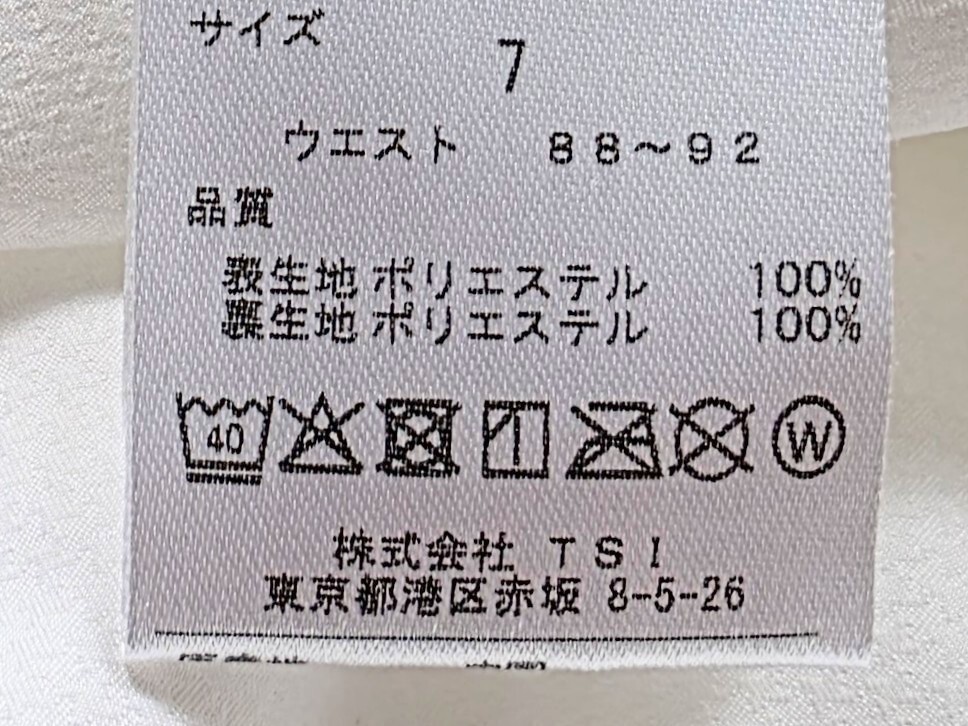 サイズ
7
ウエスト 88～92
品質
表生地 ポリエステル 100%
裏生地 ポリエステル 100%
40 W
株式会社 TSI
東京都港区赤坂 8-5-26